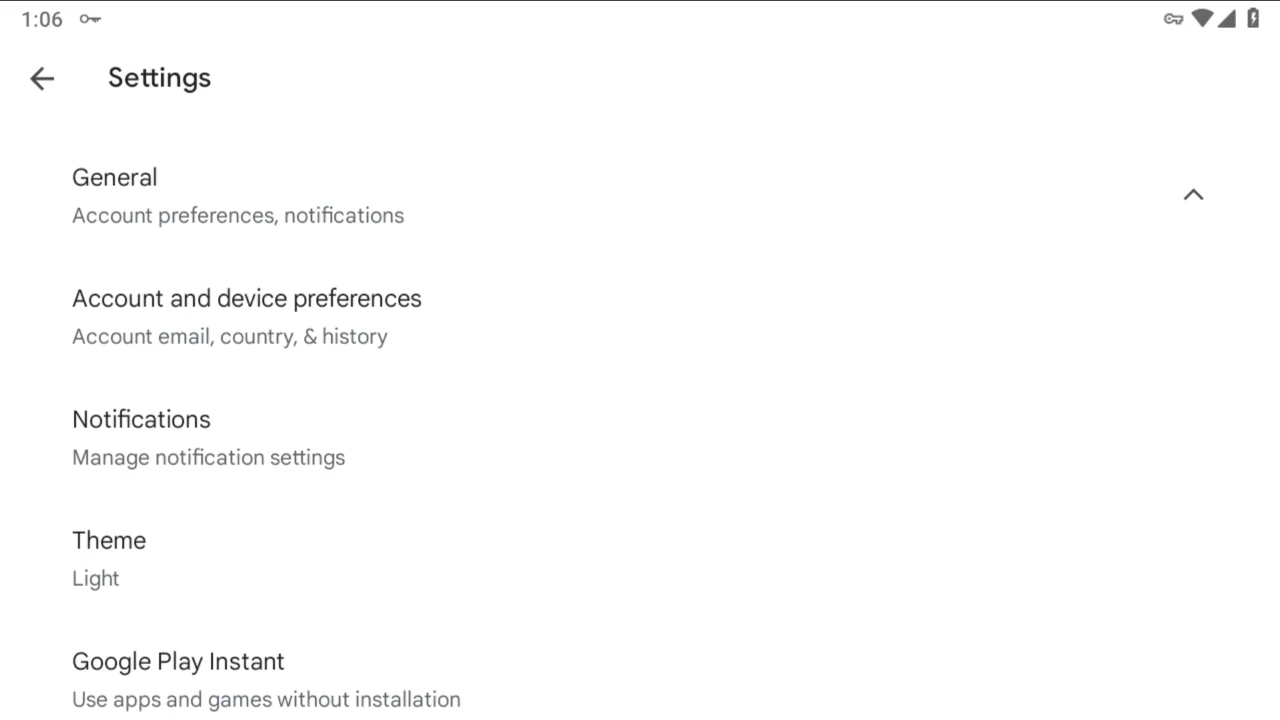 1:06
Settings
General
Account preferences, notifications
Account and device preferences
Account email, country, & history
Notifications
Manage notification settings
Theme
Light
Google Play Instant
Use apps and games without installation